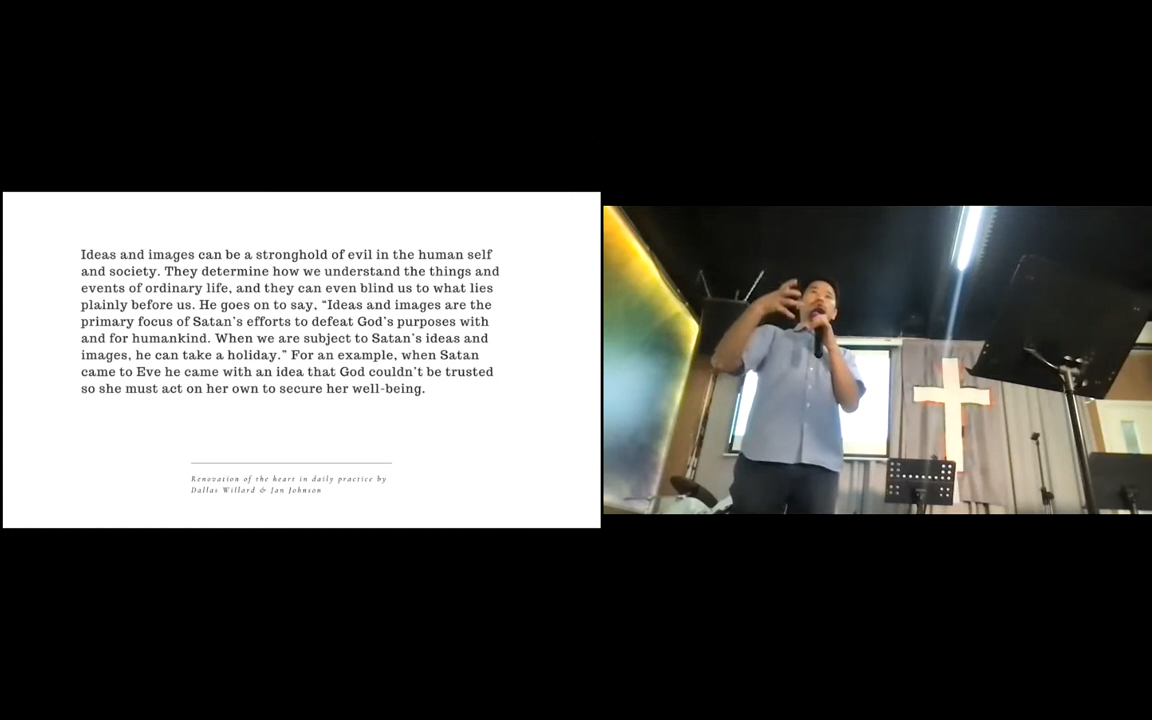 Ideas and images can be a stronghold of evil in the human self
and society. They determine how we understand the things and
events of ordinary life, and they can even blind us to what lies
plainly before us. He goes on to say, “Ideas and images are the
primary focus of Satan’s efforts to defeat God’s purposes with
and for humankind. When we are subject to Satan’s ideas and
images, he can take a holiday.” For an example, when Satan
came to Eve he came with an idea that God couldn’t be trusted
so she must act on her own to secure her well-being.
Renovation of the heart in daily practice by
Dallas Willard & Jan Johnson